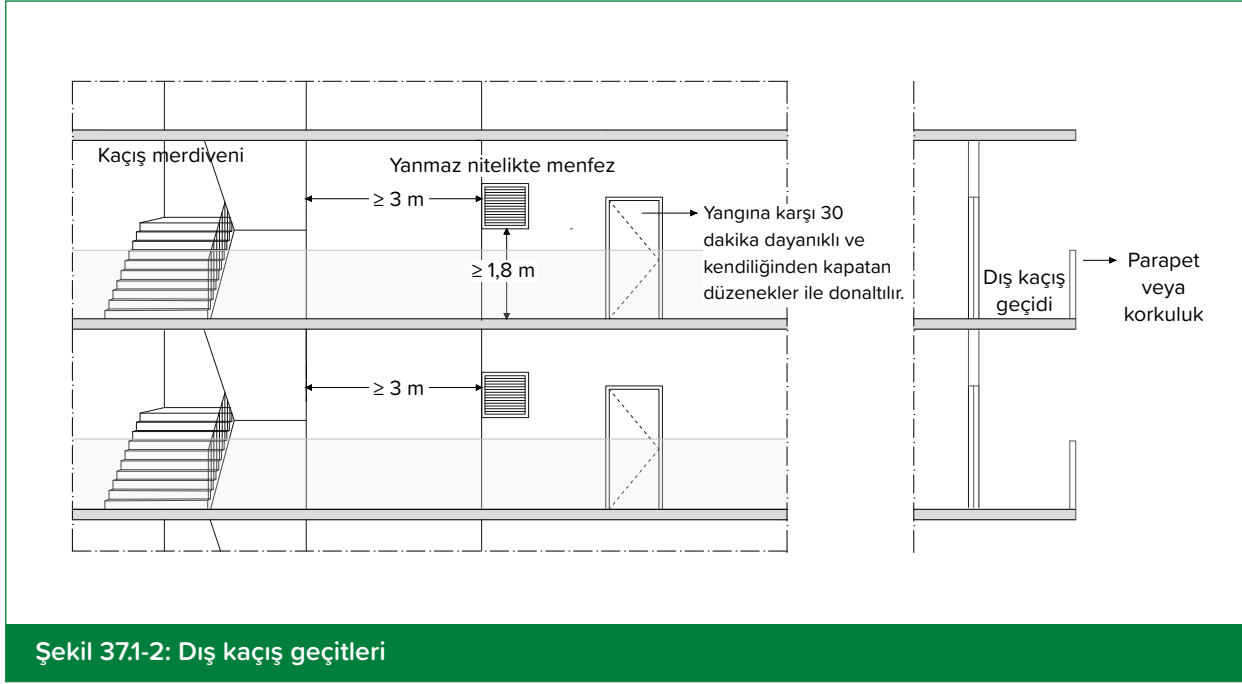 Kaçış merdiveni
Yanmaz nitelikte menfez
≥ 3 m
≥ 1,8 m
Yangına karşı 30
dakika dayanıklı ve
kendiliğinden kapatan
düzenekler ile donaltılır.
Dış kaçış
geçidi
Parapet
veya
korkuluk
≥ 3 m
Şekil 37.1-2: Dış kaçış geçitleri